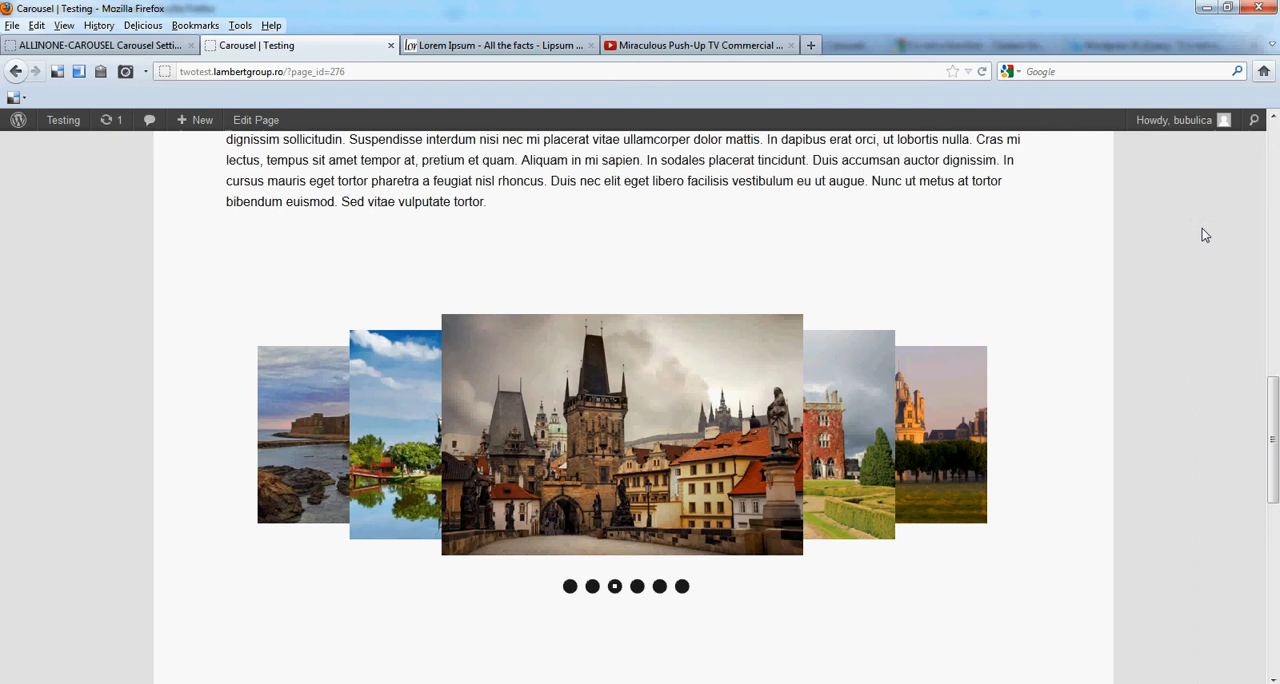 Carousel | Testing - Mozilla Firefox
File Edit View History Delicious Bookmarks Tools Help
ALLINONE-CAROUSEL Carousel Setti... × Carousel | Testing × Lorem Ipsum - All the facts - Lipsum ... × Miraculous Push-Up TV Commercial ... × +
twotest.lambertgroup.ro/?page_id=276 Google
Testing 1 + New Edit Page Howdy, bubulica
dignissim sollicitudin. Suspendisse interdum nisi nec mi placerat vitae ullamcorper dolor mattis. In dapibus erat orci, ut lobortis nulla. Cras mi
lectus, tempus sit amet tempor at, pretium et quam. Aliquam in mi sapien. In sodales placerat tincidunt. Duis accumsan auctor dignissim. In
cursus mauris eget tortor pharetra a feugiat nisl rhoncus. Duis nec elit eget libero facilisis vestibulum eu ut augue. Nunc ut metus at tortor
bibendum euismod. Sed vitae vulputate tortor.